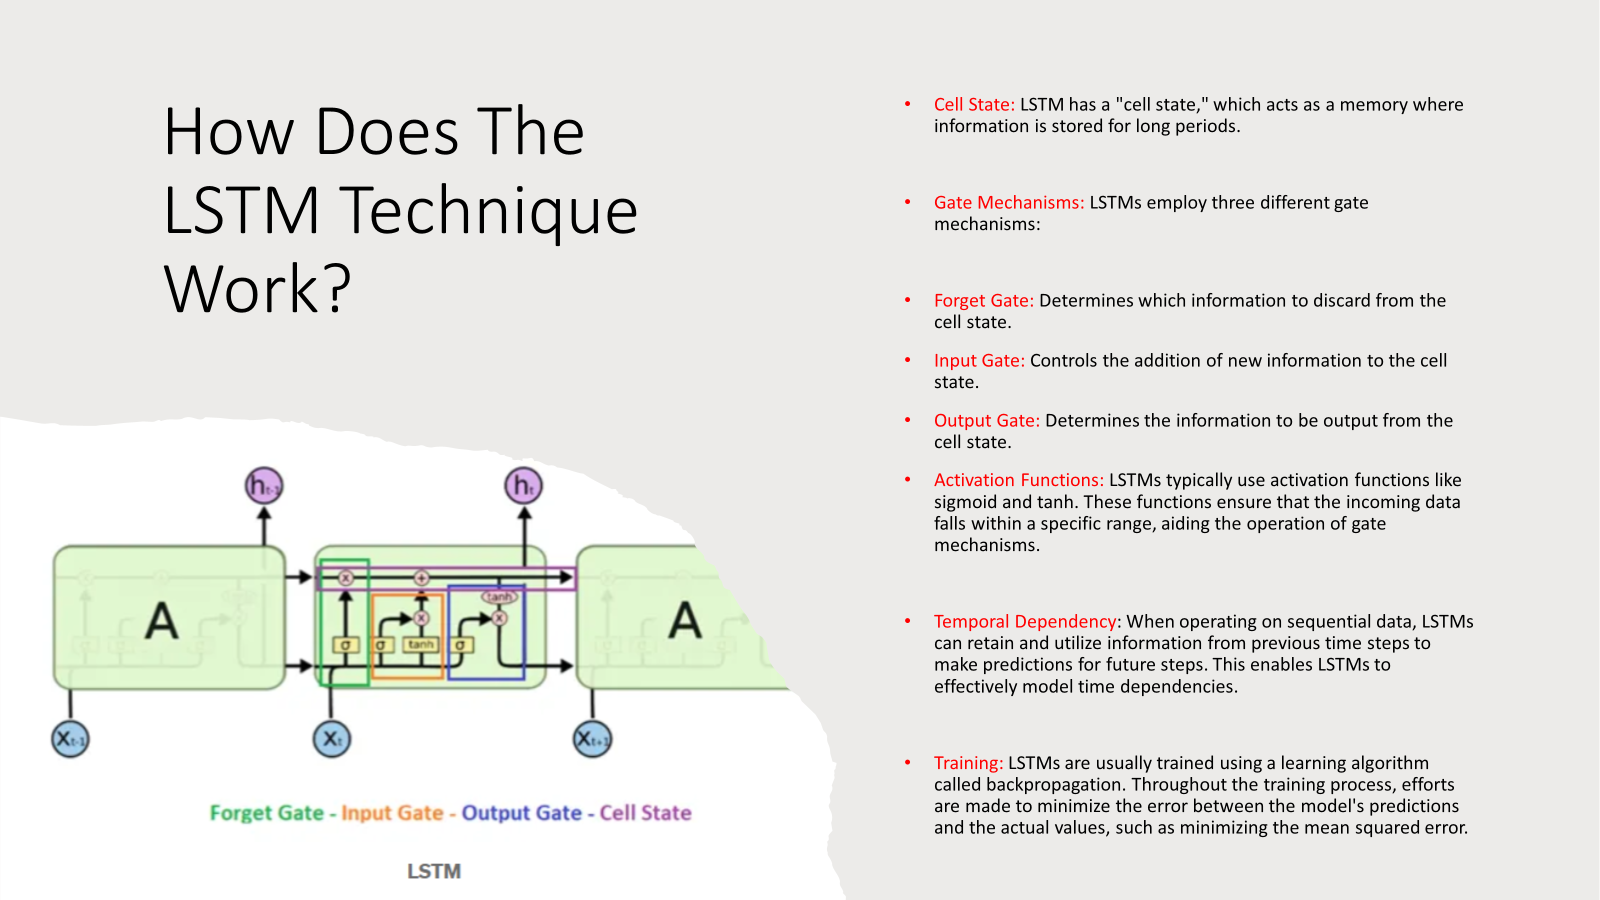 How Does The
LSTM Technique
Work?
• Cell State: LSTM has a "cell state," which acts as a memory where
information is stored for long periods.
• Gate Mechanisms: LSTMs employ three different gate
mechanisms:
• Forget Gate: Determines which information to discard from the
cell state.
• Input Gate: Controls the addition of new information to the cell
state.
• Output Gate: Determines the information to be output from the
cell state.
• Activation Functions: LSTMs typically use activation functions like
sigmoid and tanh. These functions ensure that the incoming data
falls within a specific range, aiding the operation of gate
mechanisms.
• Temporal Dependency: When operating on sequential data, LSTMs
can retain and utilize information from previous time steps to
make predictions for future steps. This enables LSTMs to
effectively model time dependencies.
• Training: LSTMs are usually trained using a learning algorithm
called backpropagation. Throughout the training process, efforts
are made to minimize the error between the model's predictions
and the actual values, such as minimizing the mean squared error.
h t-1 h t
x +
tanh
A x x A
σ σ tanh σ
X t-1 X t X t+1
Forget Gate - Input Gate - Output Gate - Cell State
LSTM